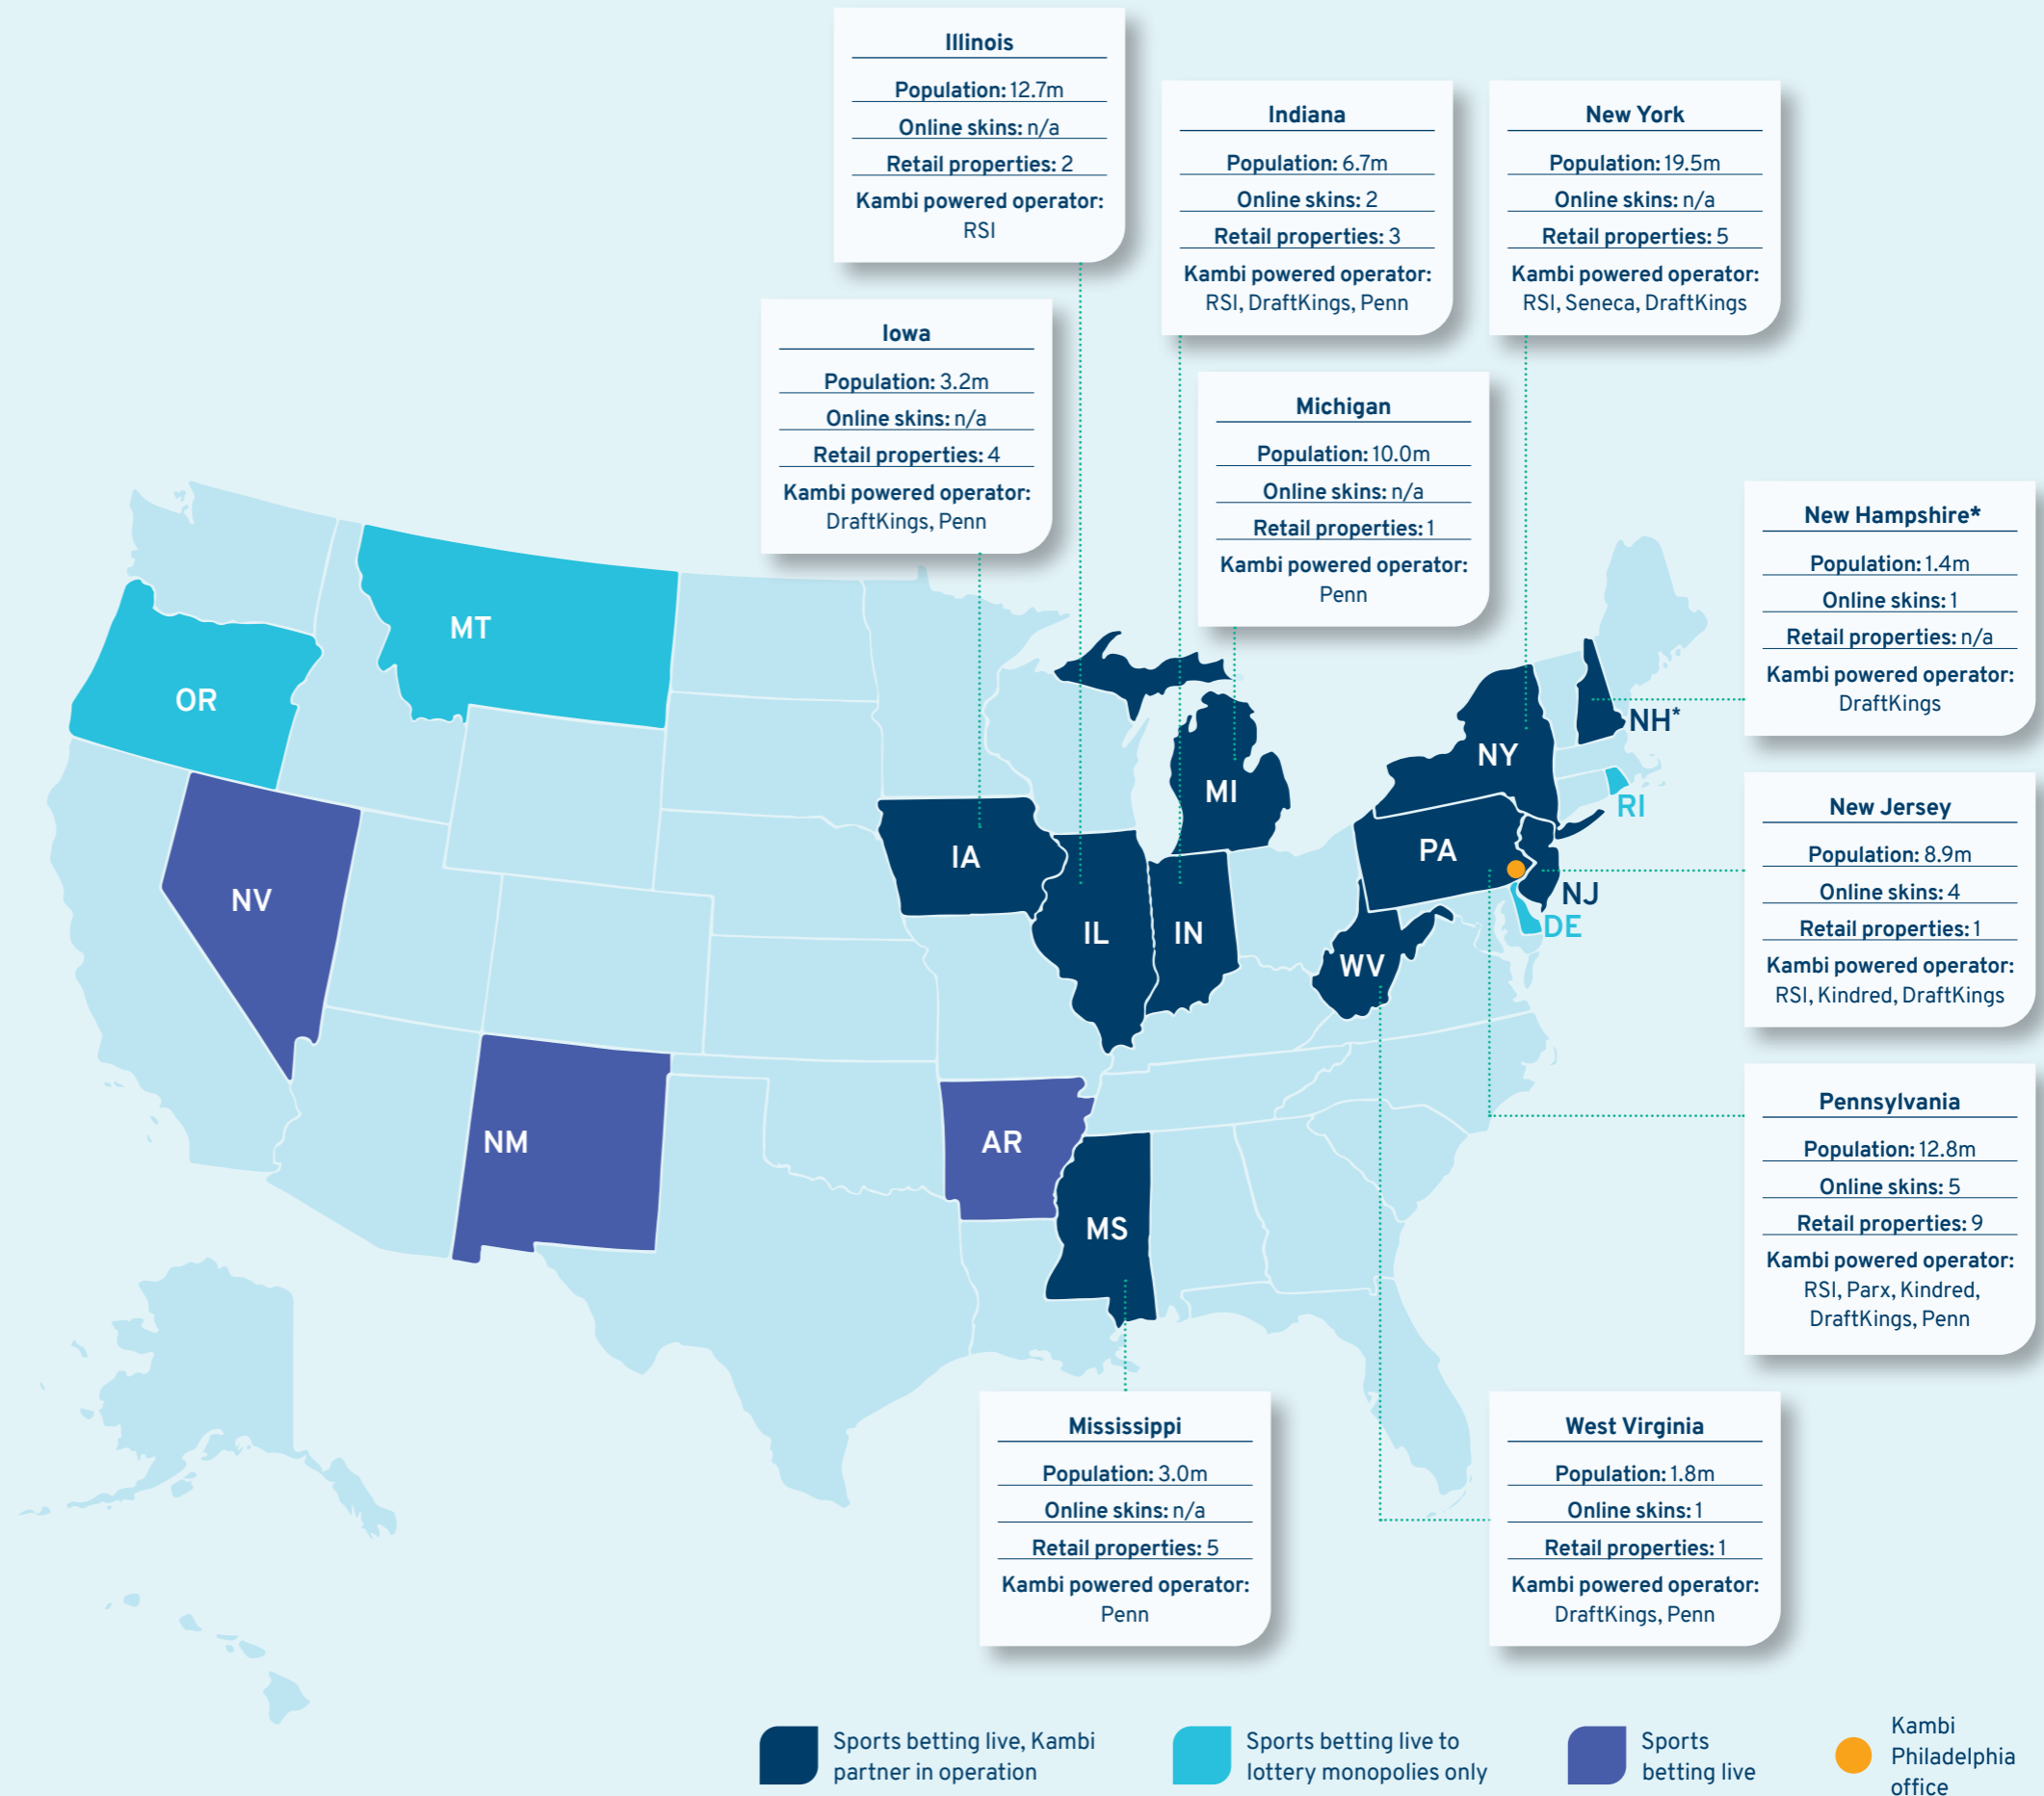 Illinois
Population: 12.7m
Online skins: n/a
Retail properties: 2
Kambi powered operator:
RSI
Indiana
Population: 6.7m
Online skins: 2
Retail properties: 3
Kambi powered operator:
RSI, DraftKings, Penn
New York
Population: 19.5m
Online skins: n/a
Retail properties: 5
Kambi powered operator:
RSI, Seneca, DraftKings
Iowa
Population: 3.2m
Online skins: n/a
Retail properties: 4
Kambi powered operator:
DraftKings, Penn
Michigan
Population: 10.0m
Online skins: n/a
Retail properties: 1
Kambi powered operator:
Penn
New Hampshire*
Population: 1.4m
Online skins: 1
Retail properties: n/a
Kambi powered operator:
DraftKings
New Jersey
Population: 8.9m
Online skins: 4
Retail properties: 1
Kambi powered operator:
RSI, Kindred, DraftKings
Pennsylvania
Population: 12.8m
Online skins: 5
Retail properties: 9
Kambi powered operator:
RSI, Parx, Kindred,
DraftKings, Penn
MT
OR
NH*
NY
MI
RI
PA
IA
NV
NJ
DE
IL
IN
WV
NM
AR
MS
Mississippi
Population: 3.0m
Online skins: n/a
Retail properties: 5
Kambi powered operator:
Penn
West Virginia
Population: 1.8m
Online skins: 1
Retail properties: 1
Kambi powered operator:
DraftKings, Penn
Sports betting live, Kambi
partner in operation
Sports betting live to
lottery monopolies only
Sports
betting live
Kambi
Philadelphia
office